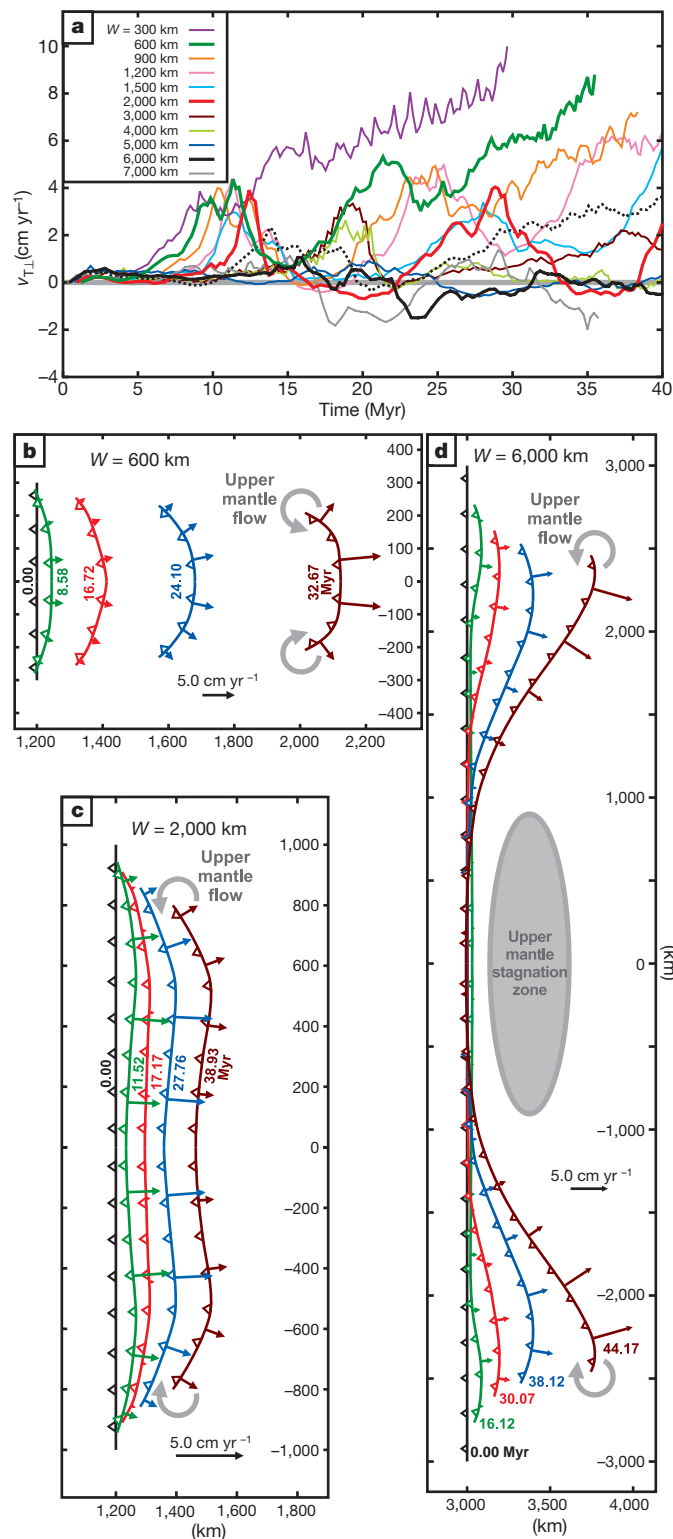 a
W = 300 km
600 km
900 km
1,200 km
1,500 km
2,000 km
3,000 km
4,000 km
5,000 km
6,000 km
7,000 km
10
8
6
4
2
0
−2
−4
vT⊥(cm yr−1)
0
5
10
15
20
25
30
35
40
Time (Myr)
b
W = 600 km
Upper
mantle
flow
0.00
8.58
16.72
24.10
32.67
Myr
5.0 cm yr −1
400
300
200
100
0
−100
−200
−300
−400
1,200
1,400
1,600
1,800
2,000
2,200
c
W = 2,000 km
Upper
mantle
flow
0.00
11.52
17.17
27.76
38.93
Myr
5.0 cm yr −1
1,000
800
600
400
200
0
−200
−400
−600
−800
−1,000
1,200
1,400
1,600
1,800
(km)
d
W = 6,000 km
Upper
mantle
flow
Upper
mantle
stagnation
zone
5.0 cm yr −1
44.17
38.12
30.07
16.12
0.00 Myr
3,000
2,000
1,000
0
−1,000
−2,000
−3,000
(km)
3,000
3,500
4,000
(km)